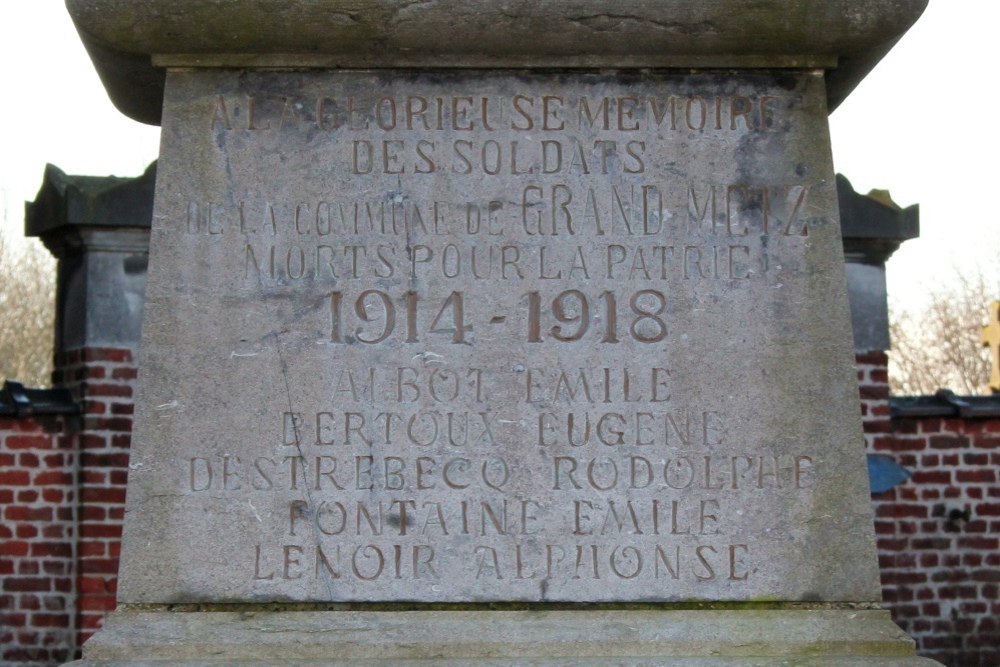 A LA GLORIEUSE MEMOIRE
DES SOLDATS
DE LA COMMUNE DE GRAND METZ
MORTS POUR LA PATRIE
1914-1918
ALBOT EMILE
BERTOUX EUGENE
DESTREBECQ RODOLPHE
FONTAINE EMILE
LENOIR ALPHONSE